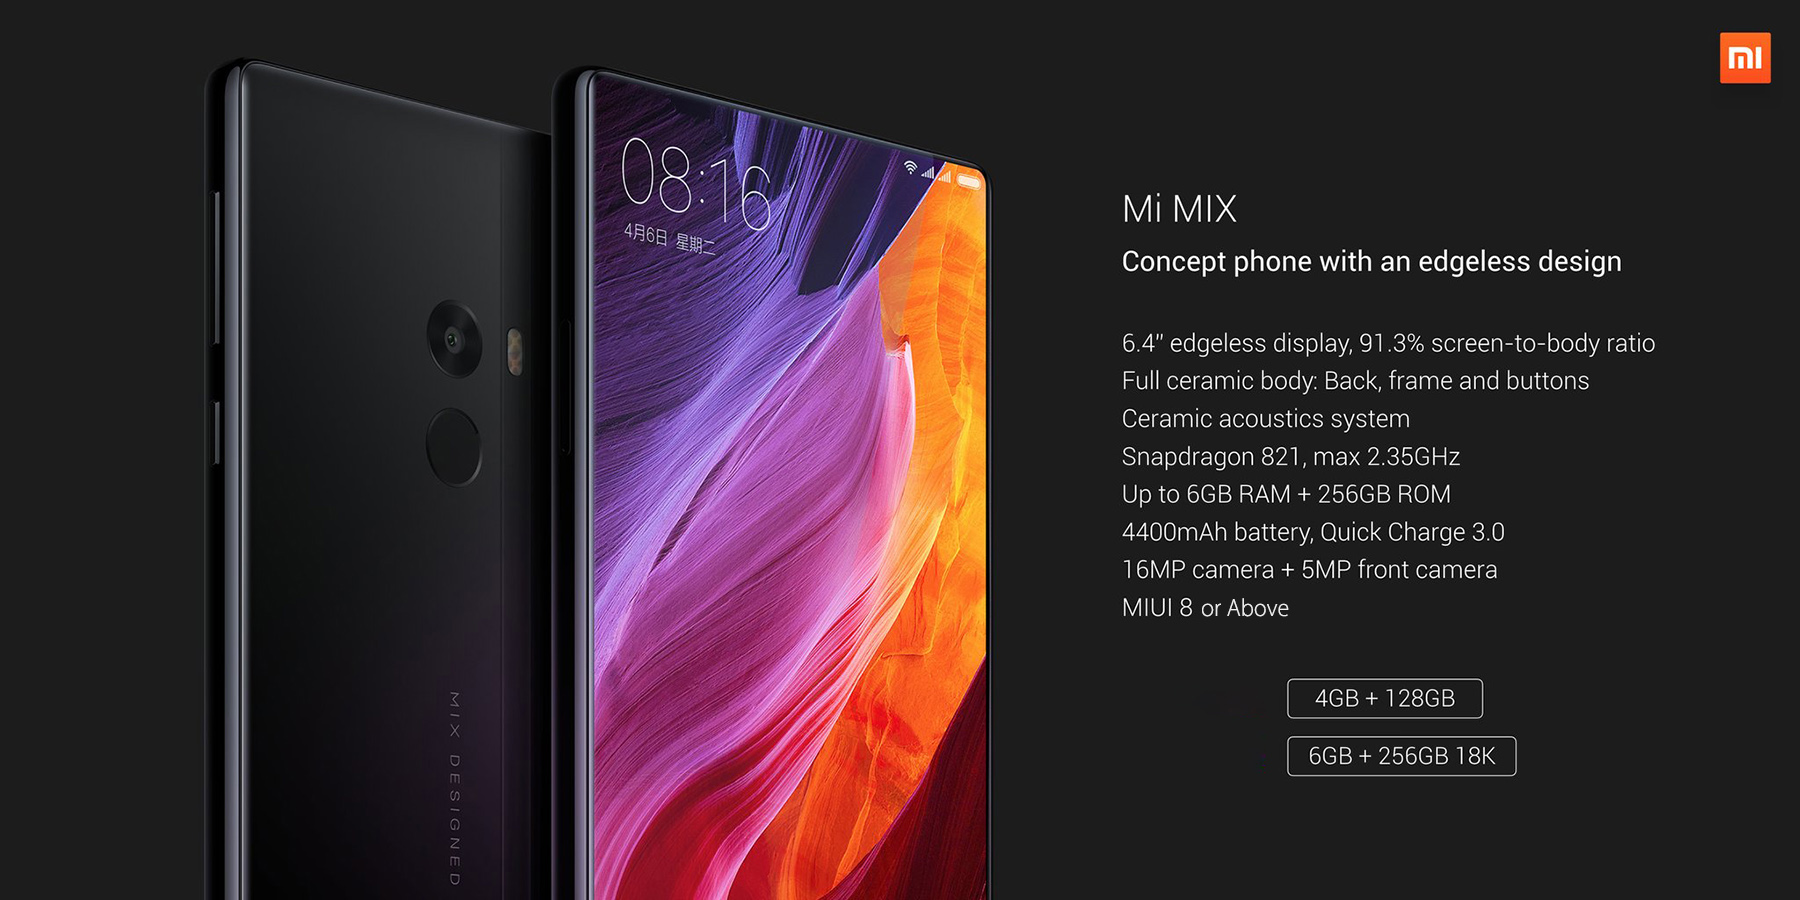 mi
08:16
4月6日 星期二
MIX DESIGNED
Mi MIX
Concept phone with an edgeless design
6.4" edgeless display, 91.3% screen-to-body ratio
Full ceramic body: Back, frame and buttons
Ceramic acoustics system
Snapdragon 821, max 2.35GHz
Up to 6GB RAM + 256GB ROM
4400mAh battery, Quick Charge 3.0
16MP camera + 5MP front camera
MIUI 8 or Above
4GB + 128GB
6GB + 256GB 18K